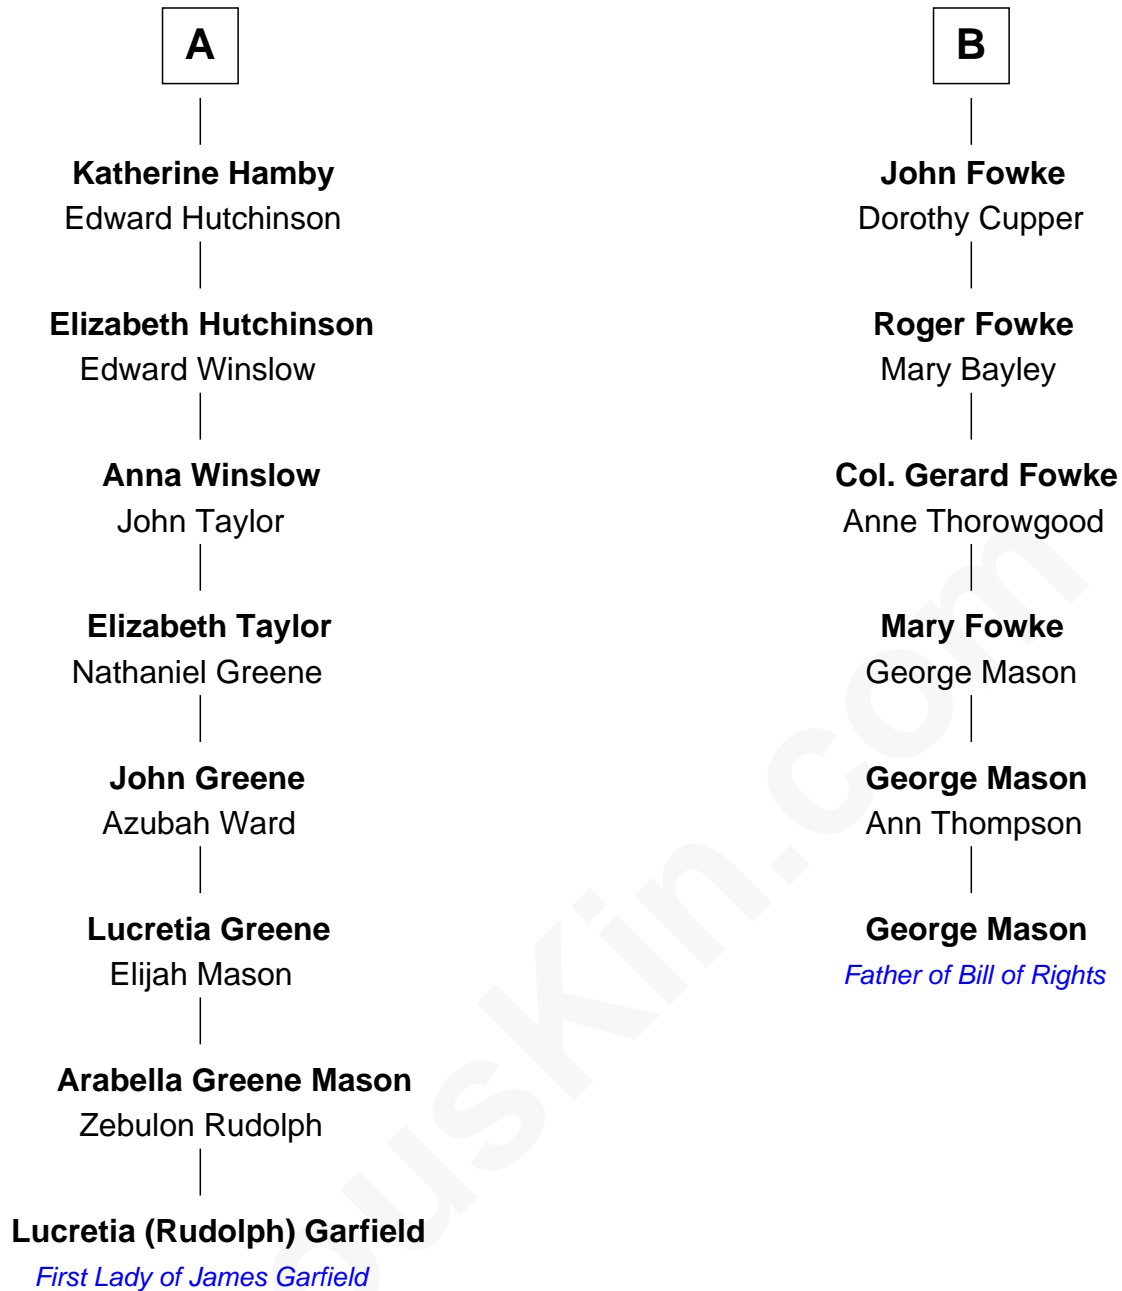 A
Katherine Hamby
Edward Hutchinson
Elizabeth Hutchinson
Edward Winslow
Anna Winslow
John Taylor
Elizabeth Taylor
Nathaniel Greene
John Greene
Azubah Ward
Lucretia Greene
Elijah Mason
Arabella Greene Mason
Zebulon Rudolph
Lucretia (Rudolph) Garfield
First Lady of James Garfield
B
John Fowke
Dorothy Cupper
Roger Fowke
Mary Bayley
Col. Gerard Fowke
Anne Thorowgood
Mary Fowke
George Mason
George Mason
Ann Thompson
George Mason
Father of Bill of Rights
ousKin.com